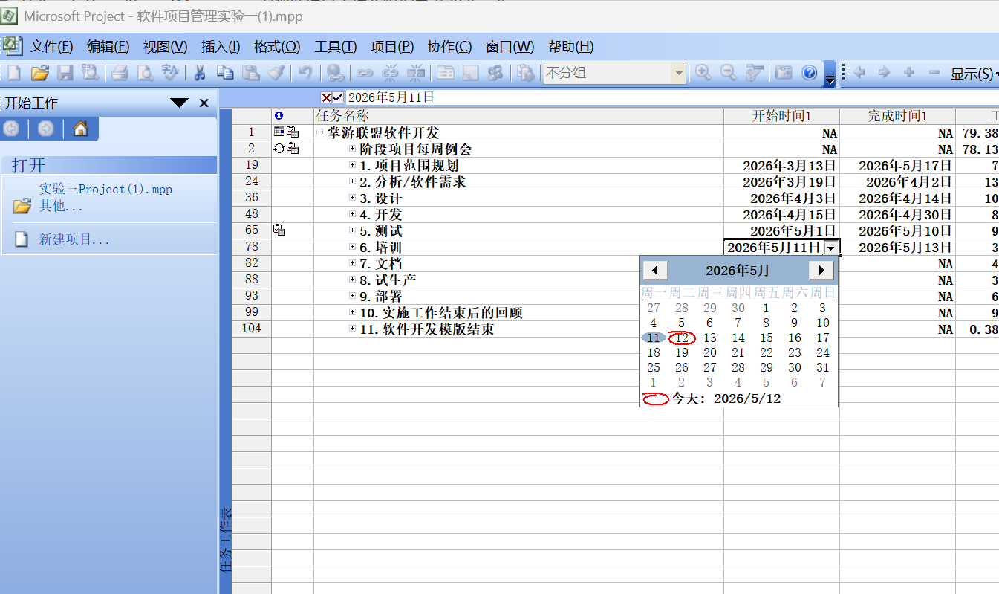 Microsoft Project - 软件项目管理实验一(1).mpp
文件(F) 编辑(E) 视图(V) 插入(I) 格式(O) 工具(T) 项目(P) 协作(C) 窗口(W) 帮助(H)
不分组 显示(S)
开始工作
2026年5月11日
打开
实验三Project(1).mpp
其他...
新建项目...
任务工作表
任务名称 开始时间1 完成时间1 工
1 掌游联盟软件开发 NA NA 79.38
2 阶段项目每周例会 NA NA 78.13
19 1. 项目范围规划 2026年3月13日 2026年5月17日 7
24 2. 分析/软件需求 2026年3月19日 2026年4月2日 13
36 3. 设计 2026年4月3日 2026年4月14日 10
48 4. 开发 2026年4月15日 2026年4月30日 8
65 5. 测试 2026年5月1日 2026年5月10日 9
78 6. 培训 2026年5月11日 2026年5月13日 3
82 7. 文档 NA 4
88 8. 试生产 NA 3
93 9. 部署 NA 6
99 10. 实施工作结束后的回顾 NA 9
104 11. 软件开发模版结束 NA 0.38
2026年5月
周一 周二 周三 周四 周五 周六 周日
27 28 29 30 1 2 3
4 5 6 7 8 9 10
11 12 13 14 15 16 17
18 19 20 21 22 23 24
25 26 27 28 29 30 31
1 2 3 4 5 6 7
今天: 2026/5/12